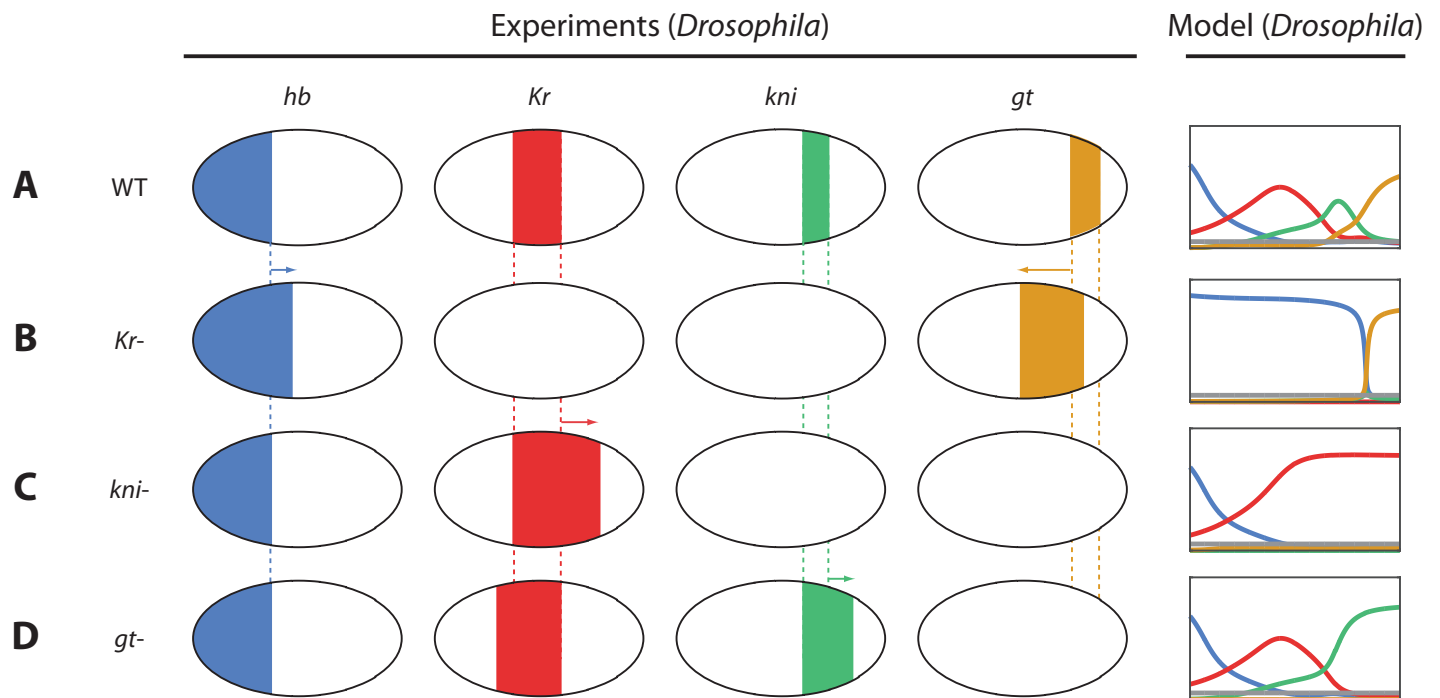 Experiments (Drosophila) Model (Drosophila)
hb Kr kni gt
A WT
B Kr-
C kni-
D gt-